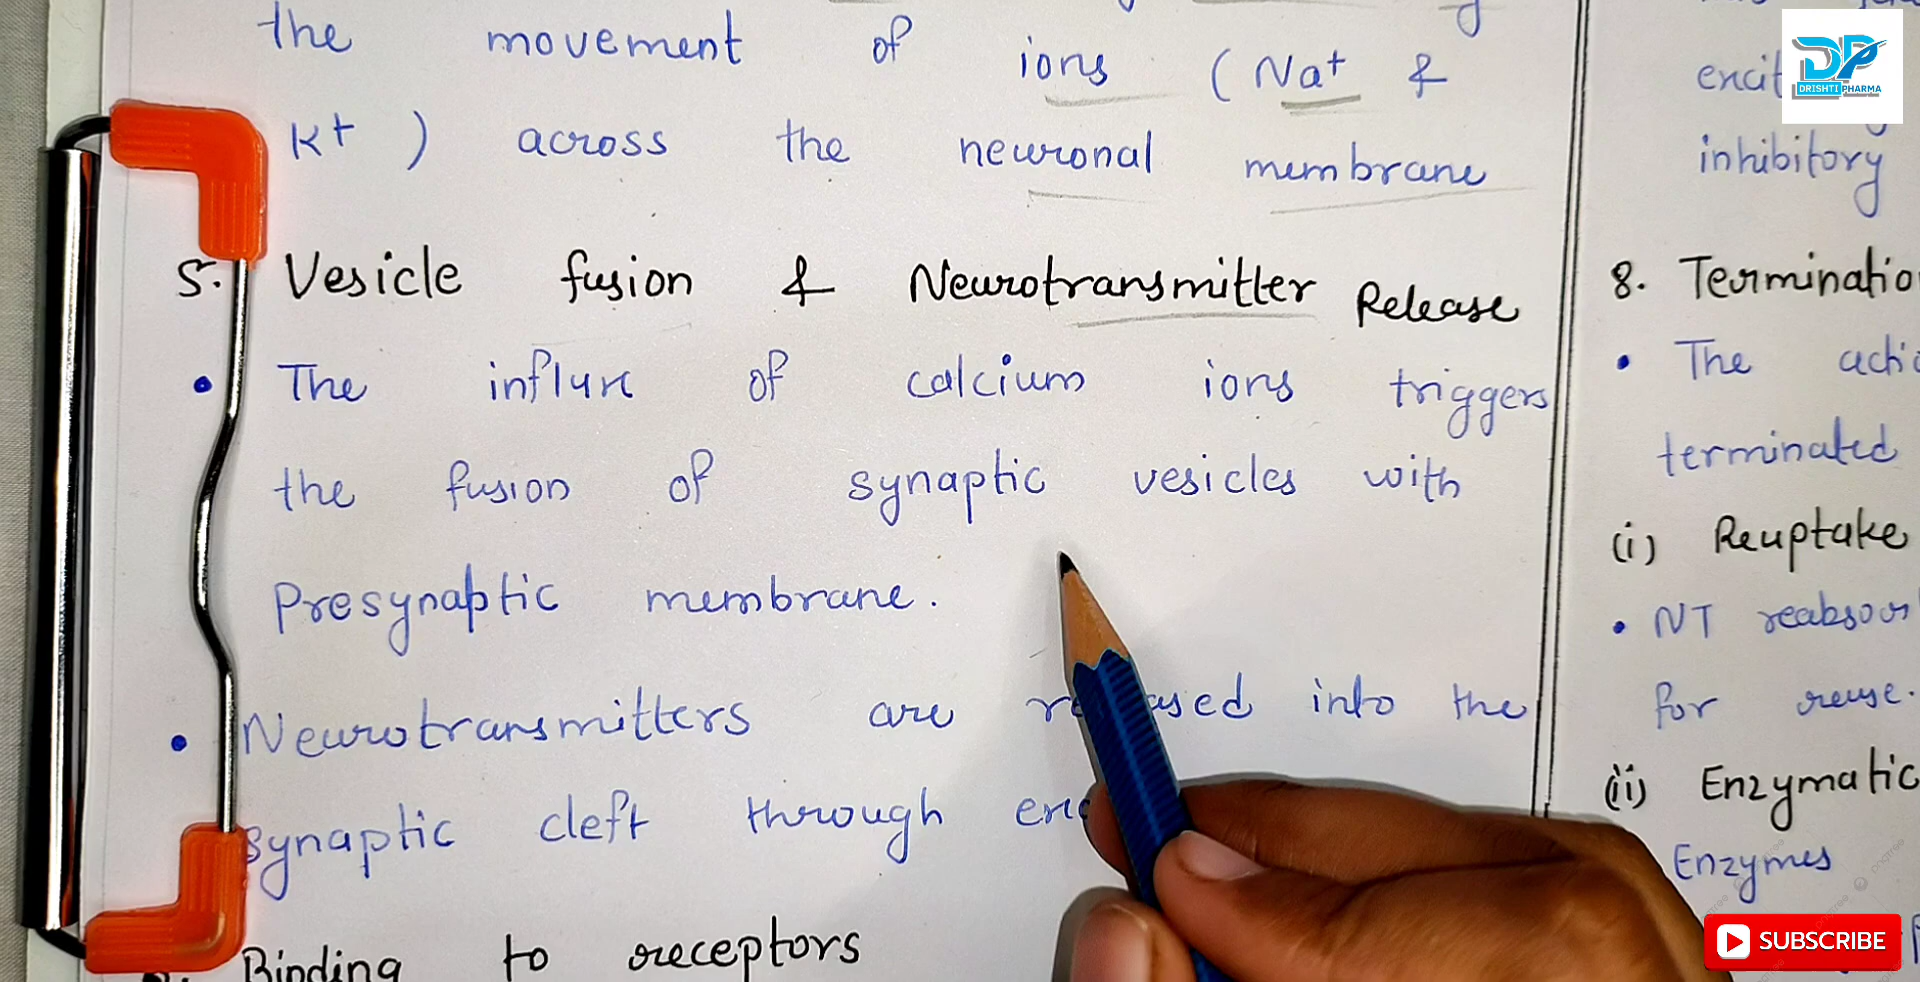 the movement of ions (Na+ &
K+) across the neuronal membrane
5. Vesicle fusion & Neurotransmitter Release
• The influx of calcium ions triggers
the fusion of synaptic vesicles with
Presynaptic membrane.
• Neurotransmitters are into the
synaptic cleft through
Binding to receptors
inhibitory
8.
• The
terminated
(i) Reuptake
• NT
for reuse.
(ii) Enzymatic
Enzymes
DP
DRISHTI PHARMA
SUBSCRIBE